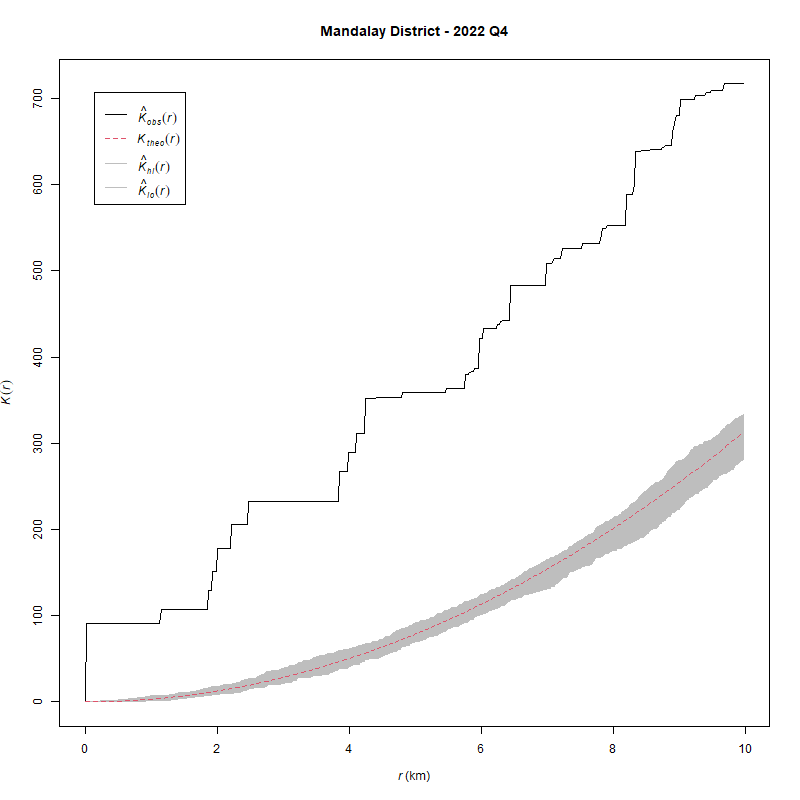 Mandalay District - 2022 Q4
K̂obs(r)
Ktheo(r)
K̂hi(r)
K̂lo(r)
K(r)
700
600
500
400
300
200
100
0
0 2 4 6 8 10
r (km)